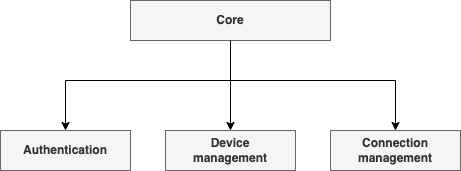 Core
Authentication
Device
management
Connection
management